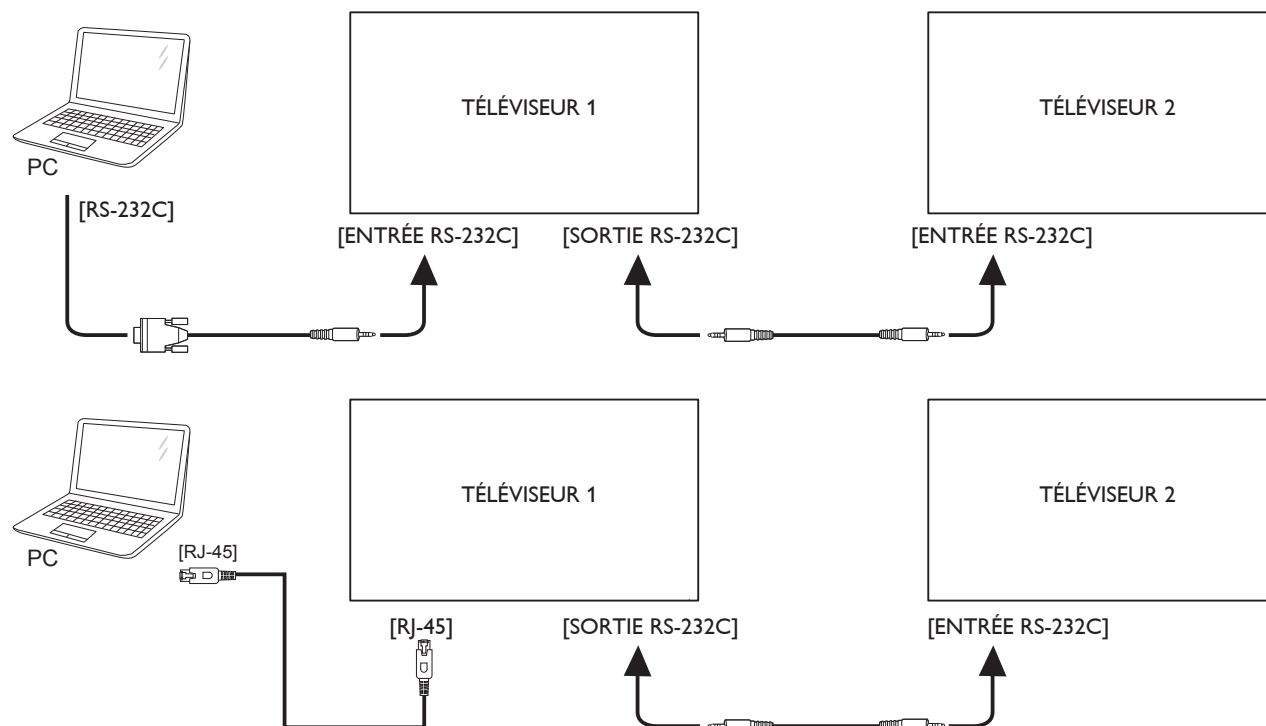 TÉLÉVISEUR 1
TÉLÉVISEUR 2
PC
[RS-232C]
[ENTRÉE RS-232C]
[SORTIE RS-232C]
[ENTRÉE RS-232C]
TÉLÉVISEUR 1
TÉLÉVISEUR 2
PC
[RJ-45]
[RJ-45]
[SORTIE RS-232C]
[ENTRÉE RS-232C]